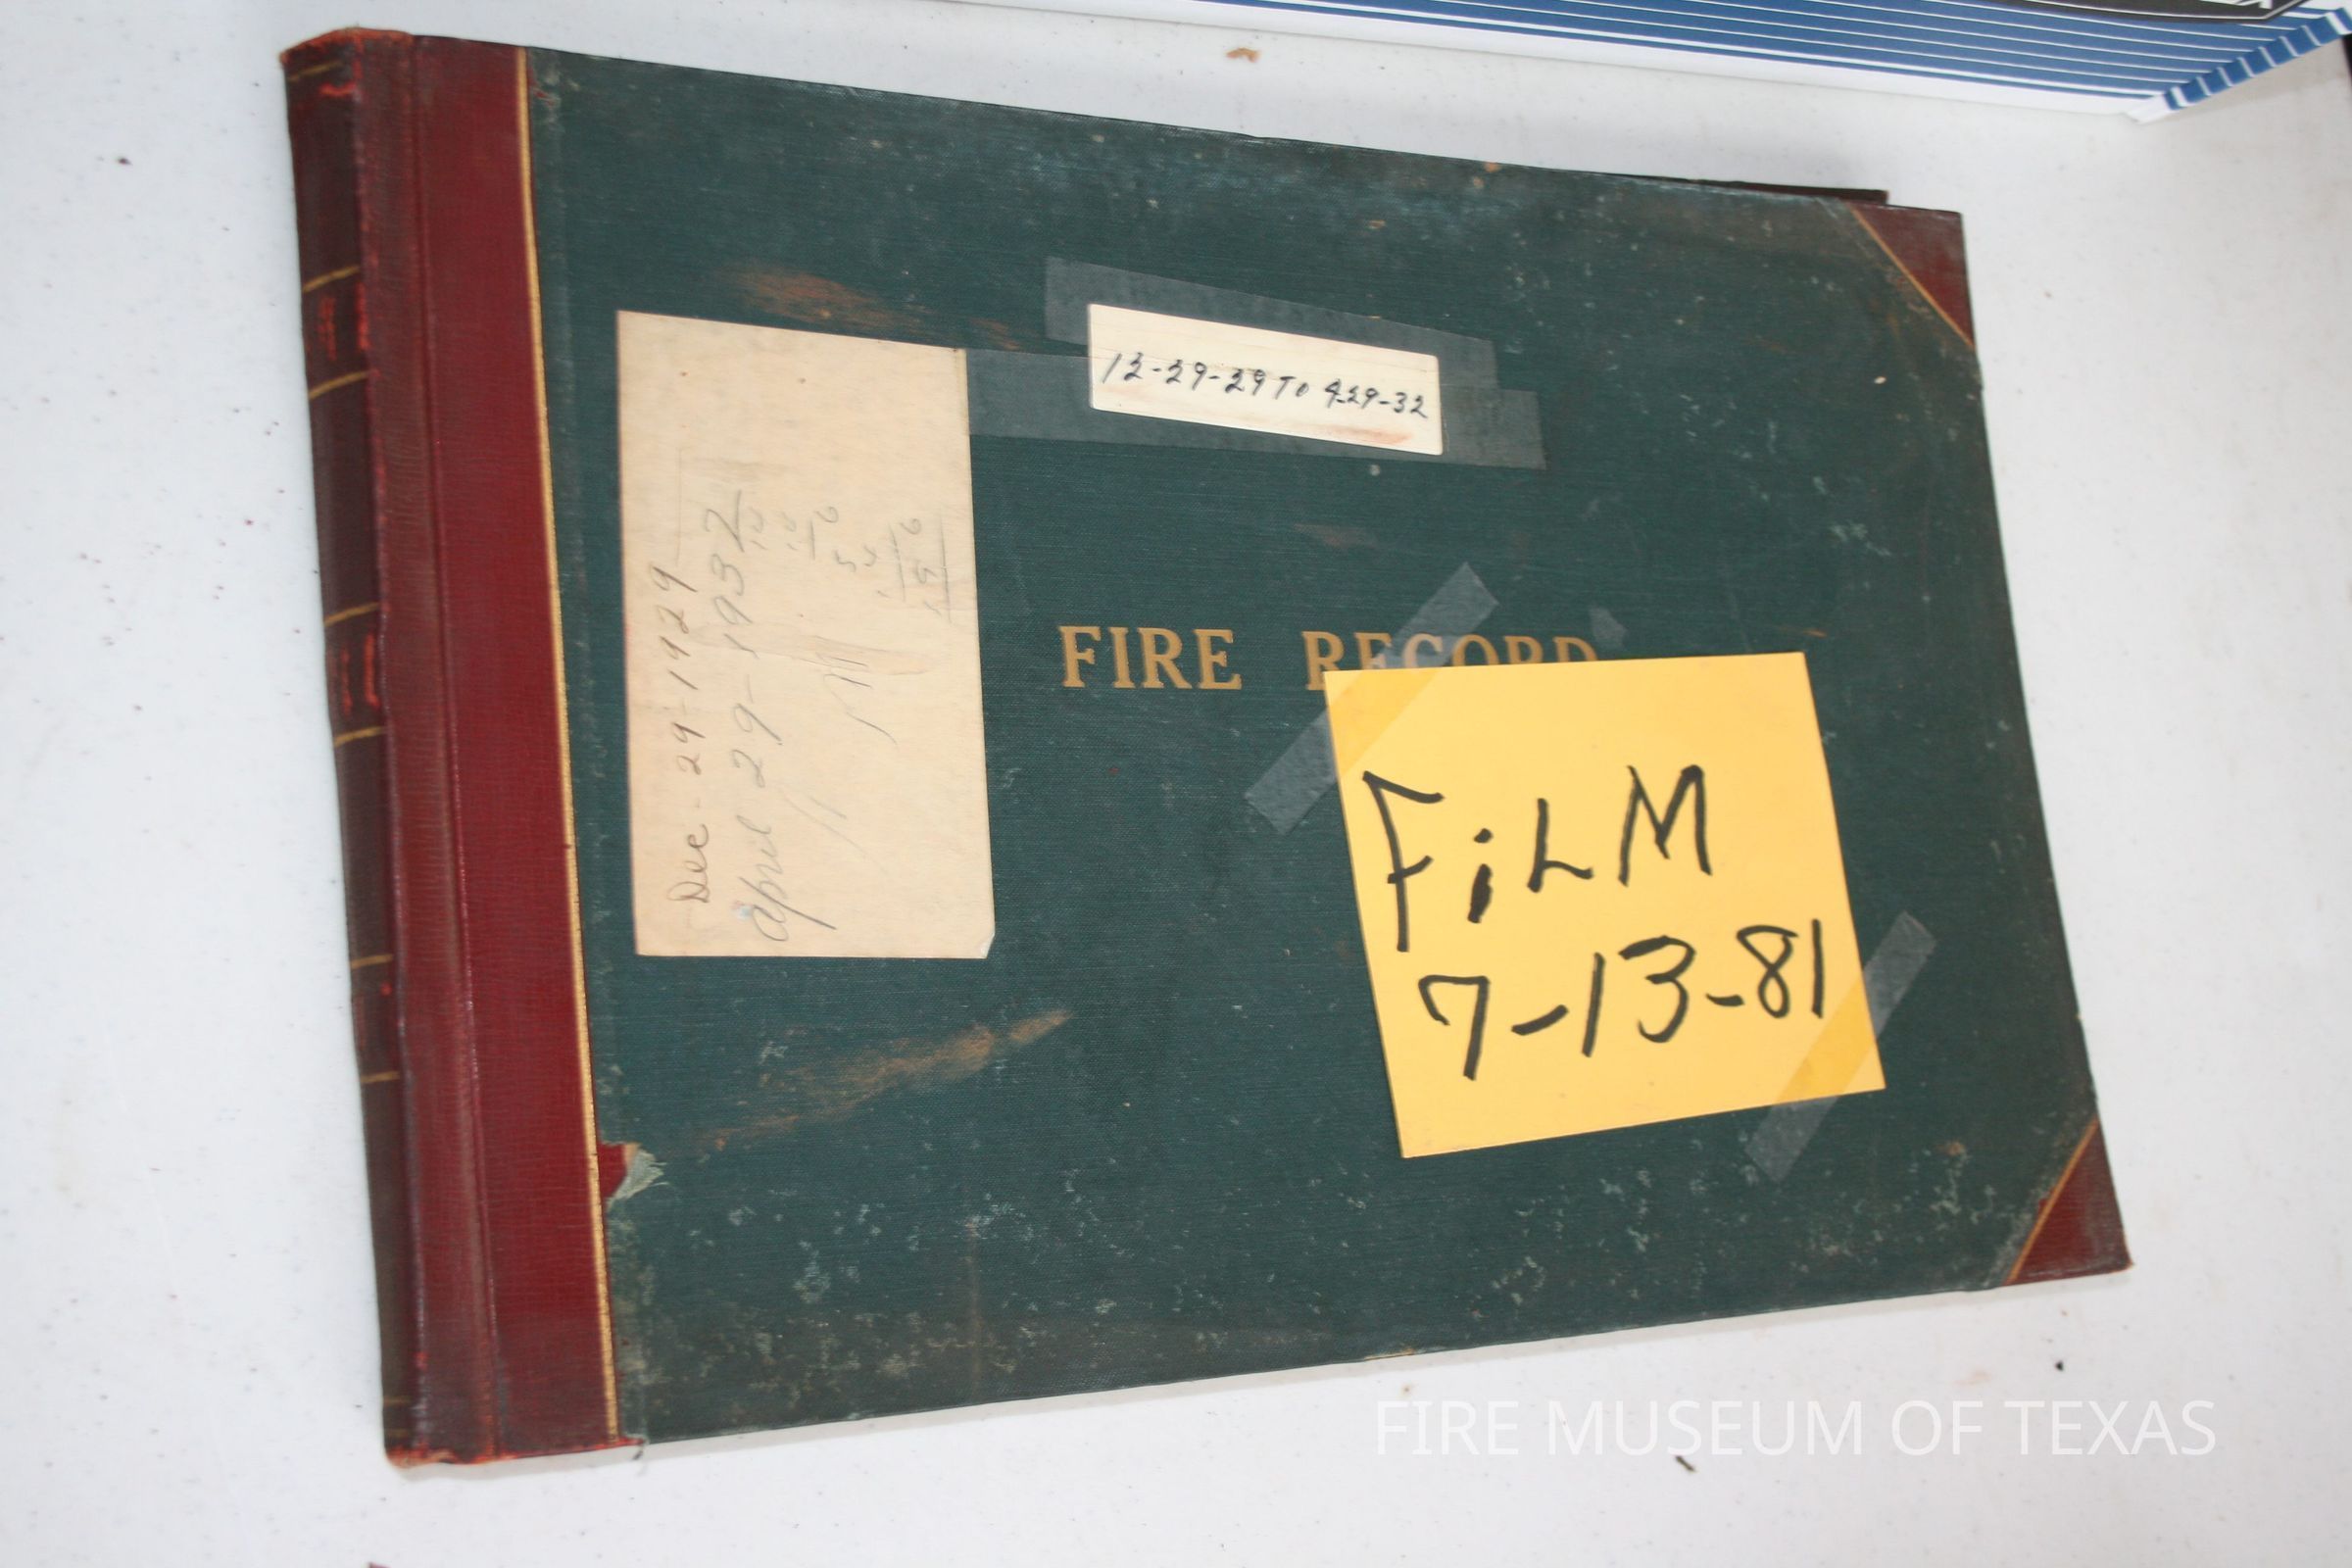 12-29-29 TO 4-29-32
Dec - 29-1929
April 29-1932
FIRE RECORD
FiLM
7-13-81
FIRE MUSEUM OF TEXAS